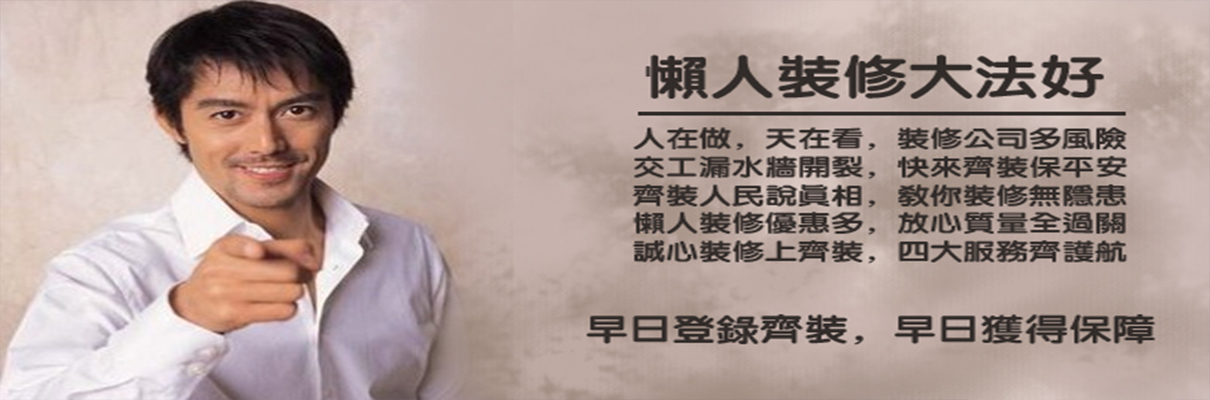 懶人裝修大法好
人在做，天在看，裝修公司多風險
交工漏水牆開裂，快來齊裝保平安
齊裝人民說眞相，教你裝修無隱患
懶人裝修優惠多，放心質量全過關
誠心裝修上齊裝，四大服務齊護航
早日登錄齊裝，早日獲得保障